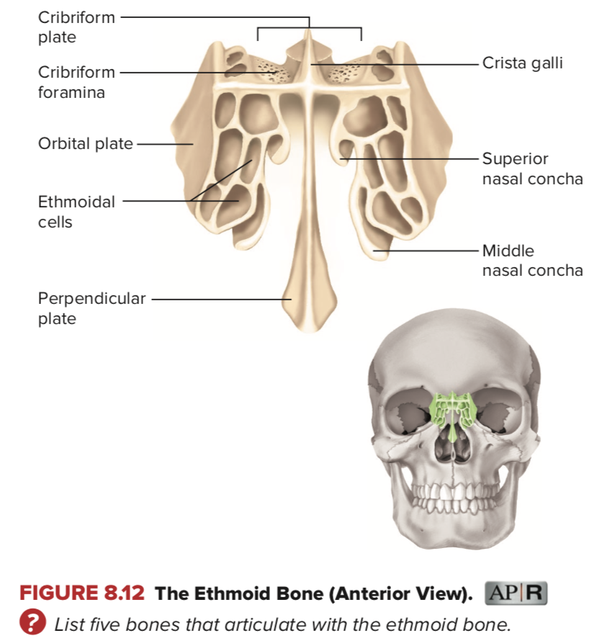 Cribriform
plate
Cribriform
foramina
Crista galli
Orbital plate
Superior
nasal concha
Ethmoidal
cells
Middle
nasal concha
Perpendicular
plate
FIGURE 8.12 The Ethmoid Bone (Anterior View). AP|R
? List five bones that articulate with the ethmoid bone.